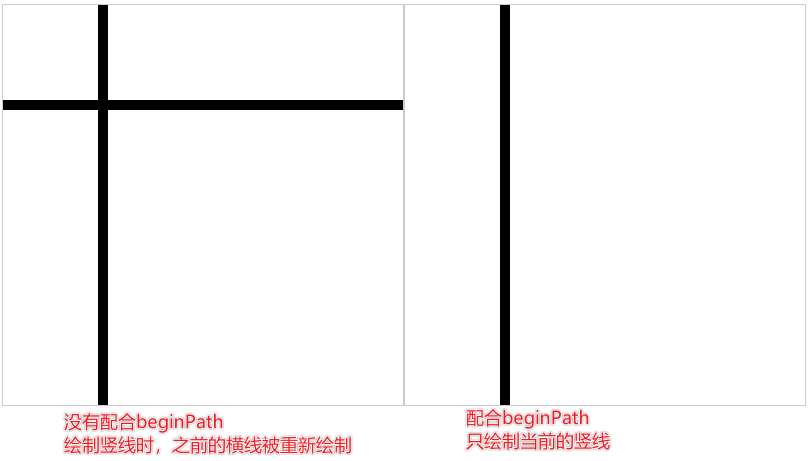 没有配合beginPath
绘制竖线时，之前的横线被重新绘制
配合beginPath
只绘制当前的竖线